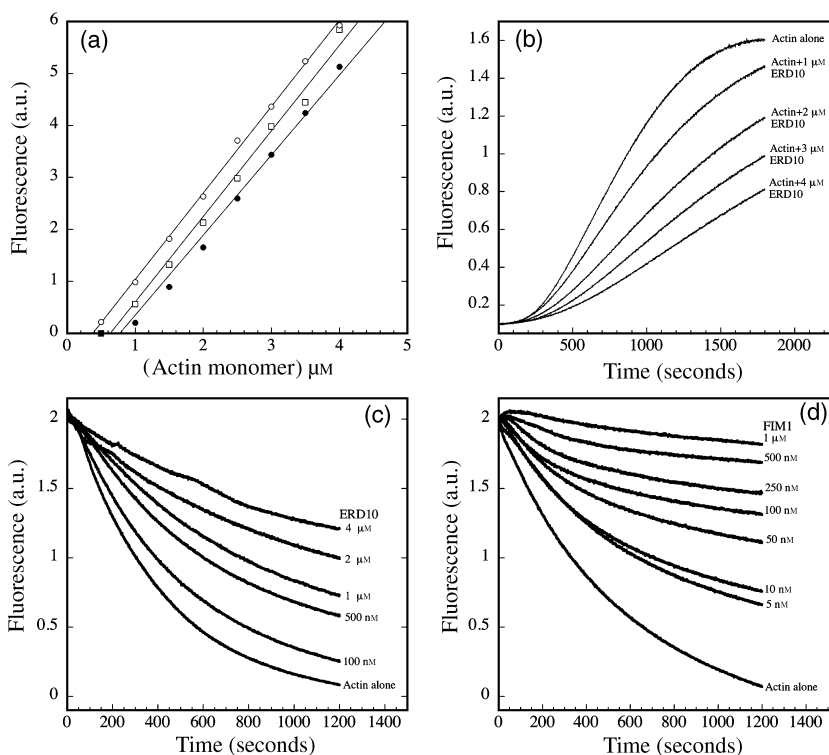 (a)
Fluorescence (a.u.)
6
5
4
3
2
1
0
0 1 2 3 4 5
(Actin monomer) μM
(b)
Fluorescence (a.u.)
1.6
1.4
1.2
1
0.8
0.6
0.4
0.2
0 500 1000 1500 2000
Time (seconds)
Actin alone
Actin+1 μM
ERD10
Actin+2 μM
ERD10
Actin+3 μM
ERD10
Actin+4 μM
ERD10
(c)
Fluorescence (a.u.)
2
1.5
1
0.5
0
0 200 400 600 800 1000 1200 1400
Time (seconds)
ERD10
4 μM
2 μM
1 μM
500 nM
100 nM
Actin alone
(d)
Fluorescence (a.u.)
2
1.5
1
0.5
0
0 200 400 600 800 1000 1200 1400
Time (seconds)
FIM1
1 μM
500 nM
250 nM
100 nM
50 nM
10 nM
5 nM
Actin alone